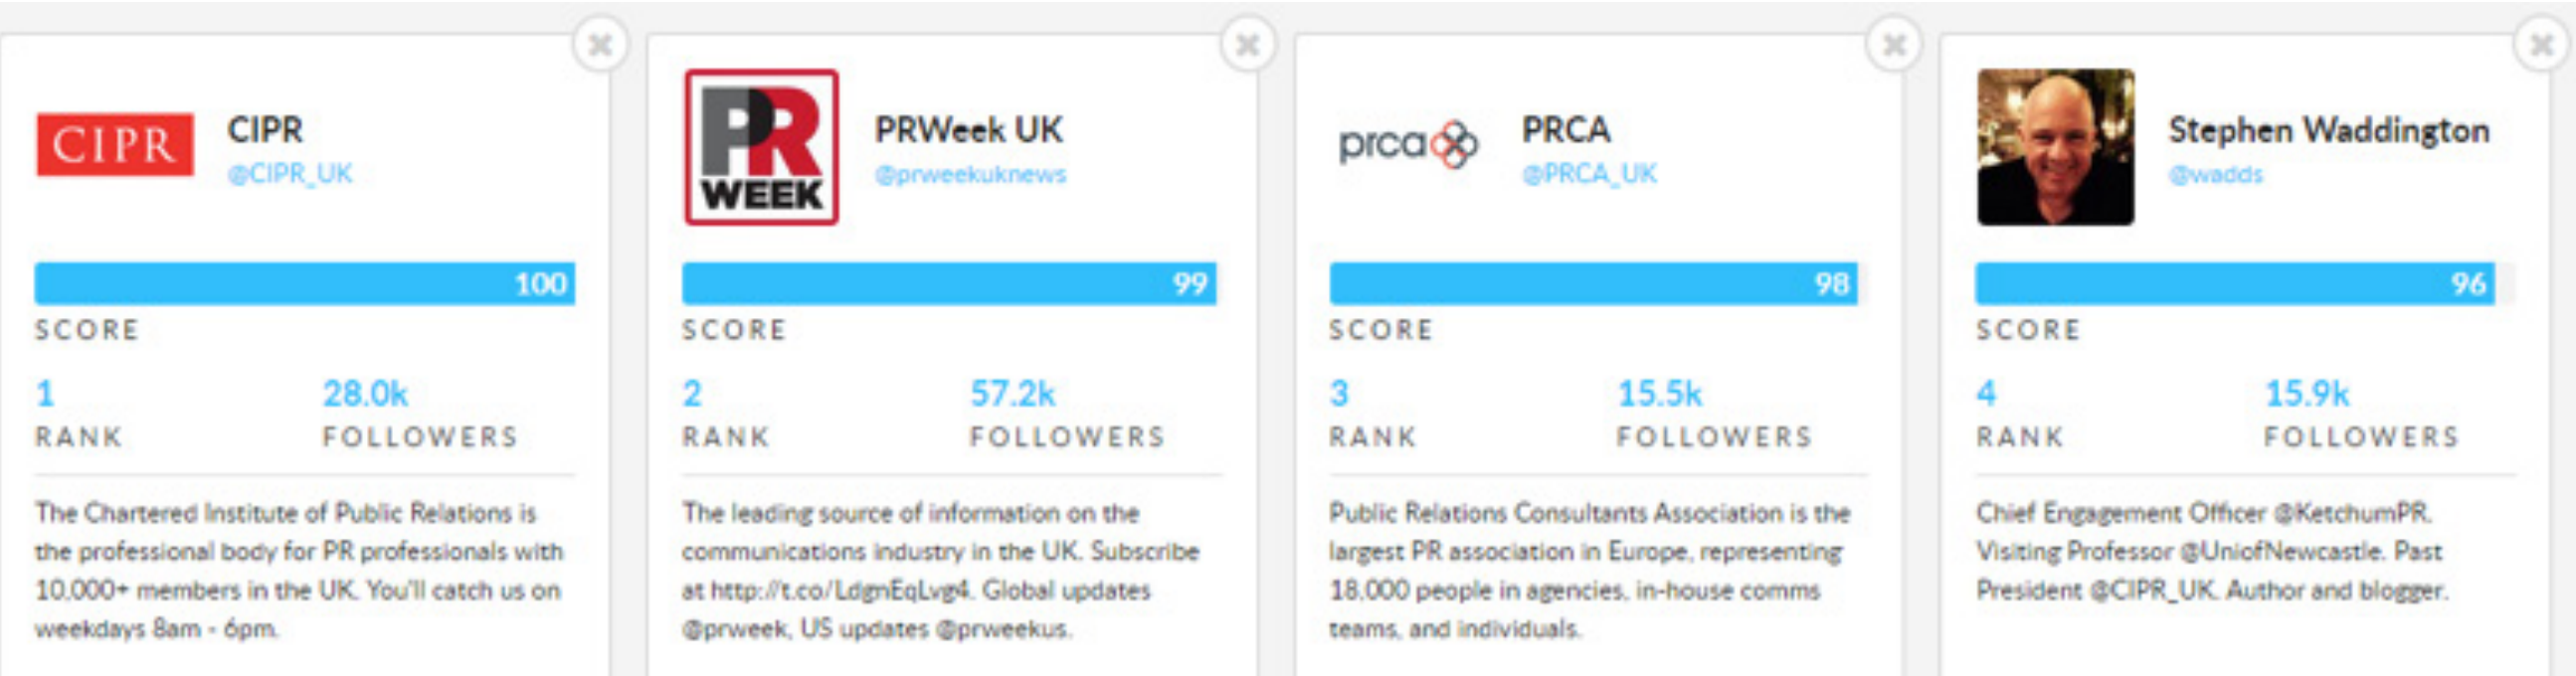 CIPR
CIPR
@CIPR_UK
100
SCORE
1
28.0k
RANK
FOLLOWERS
The Chartered Institute of Public Relations is
the professional body for PR professionals with
10,000+ members in the UK. You'll catch us on
weekdays 8am - 6pm.
PR
WEEK
PRWeek UK
@prweekuknews
99
SCORE
2
57.2k
RANK
FOLLOWERS
The leading source of information on the
communications industry in the UK. Subscribe
at http://t.co/LdgnEqLvg4. Global updates
@prweek, US updates @prweekus.
prca
PRCA
@PRCA_UK
98
SCORE
3
15.5k
RANK
FOLLOWERS
Public Relations Consultants Association is the
largest PR association in Europe, representing
18,000 people in agencies, in-house comms
teams, and individuals.
Stephen Waddington
@wadds
96
SCORE
4
15.9k
RANK
FOLLOWERS
Chief Engagement Officer @KetchumPR.
Visiting Professor @UniofNewcastle. Past
President @CIPR_UK. Author and blogger.